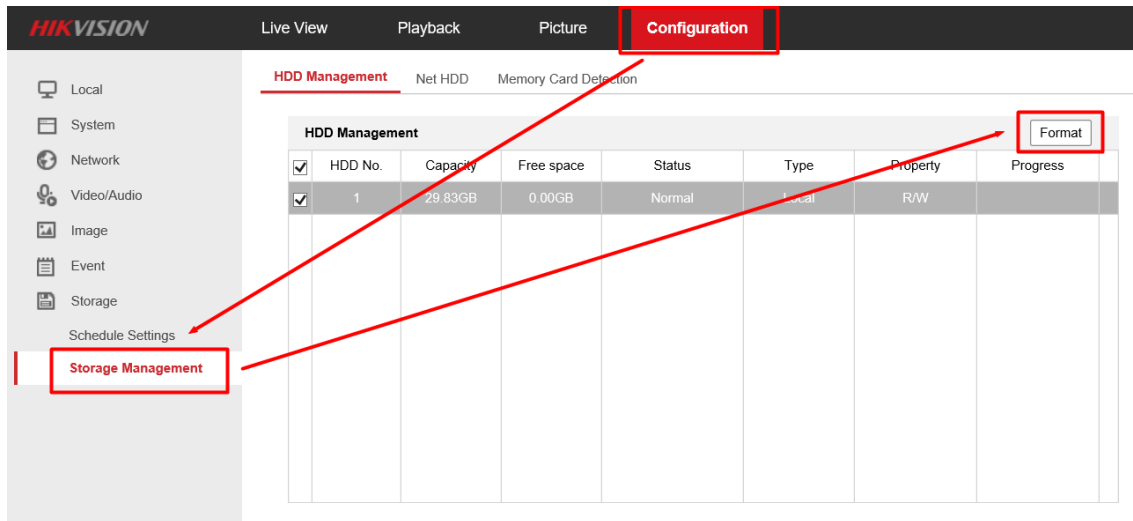 HIKVISION Live View Playback Picture Configuration
HDD Management Net HDD Memory Card Detection
Local
System
Network
Video/Audio
Image
Event
Storage
Schedule Settings
Storage Management
HDD Management Format
HDD No. Capacity Free space Status Type Property Progress
1 29.83GB 0.00GB Normal Local R/W